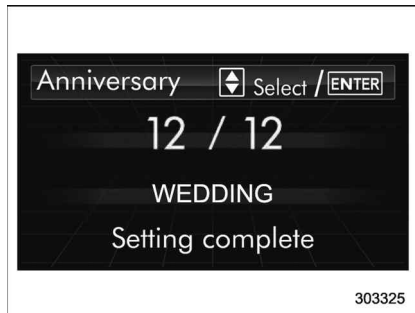 Anniversary Select / ENTER
12 / 12
WEDDING
Setting complete
303325